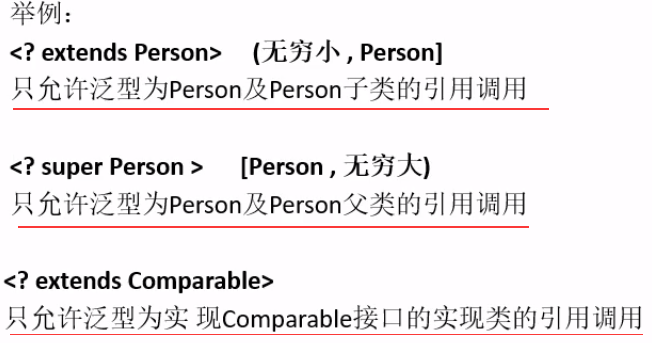 举例：
<? extends Person>    (无穷小 , Person]
只允许泛型为Person及Person子类的引用调用
<? super Person >    [Person , 无穷大)
只允许泛型为Person及Person父类的引用调用
<? extends Comparable>
只允许泛型为实 现Comparable接口的实现类的引用调用